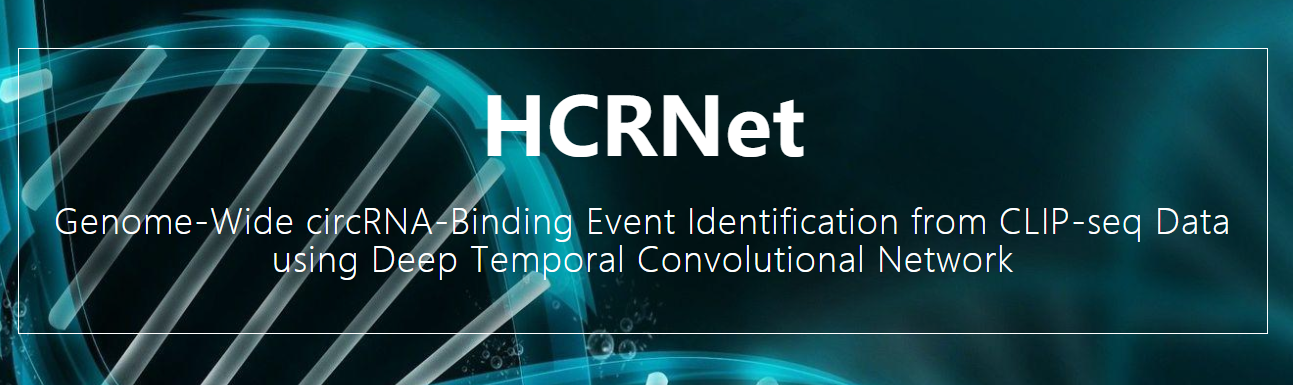 HCRNet
Genome-Wide circRNA-Binding Event Identification from CLIP-seq Data
using Deep Temporal Convolutional Network